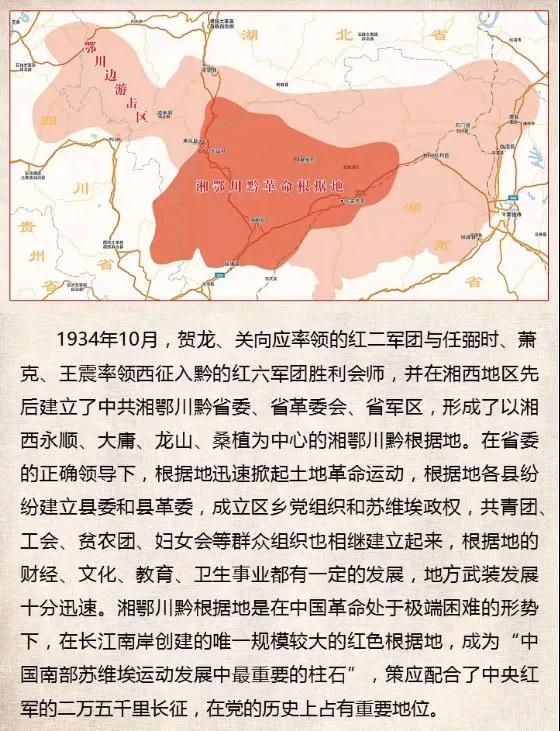 湖
北
省
鄂
川
边
游
击
区
川
省
贵
州
省
湘鄂川黔革命根据地
湖
南
省
1934年10月，贺龙、关向应率领的红二军团与任弼时、萧
克、王震率领西征入黔的红六军团胜利会师，并在湘西地区先
后建立了中共湘鄂川黔省委、省革委会、省军区，形成了以湘
西永顺、大庸、龙山、桑植为中心的湘鄂川黔根据地。在省委
的正确领导下，根据地迅速掀起土地革命运动，根据地各县纷
纷建立县委和县革委，成立区乡党组织和苏维埃政权，共青团、
工会、贫农团、妇女会等群众组织也相继建立起来，根据地的
财经、文化、教育、卫生事业都有一定的发展，地方武装发展
十分迅速。湘鄂川黔根据地是在中国革命处于极端困难的形势
下，在长江南岸创建的唯一规模较大的红色根据地，成为“中
国南部苏维埃运动发展中最重要的柱石”，策应配合了中央红
军的二万五千里长征，在党的历史上占有重要地位。